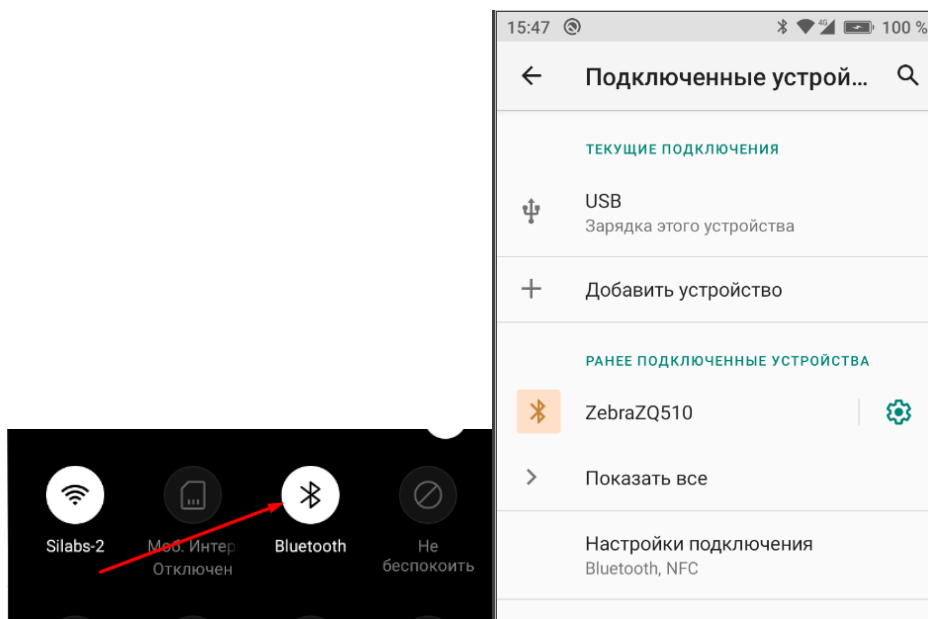 Silabs-2
Моб. Интер
Отключен
Bluetooth
Не
беспокоить
15:47
4G
100 %
Подключенные устрой...
ТЕКУЩИЕ ПОДКЛЮЧЕНИЯ
USB
Зарядка этого устройства
Добавить устройство
РАНЕЕ ПОДКЛЮЧЕННЫЕ УСТРОЙСТВА
ZebraZQ510
Показать все
Настройки подключения
Bluetooth, NFC